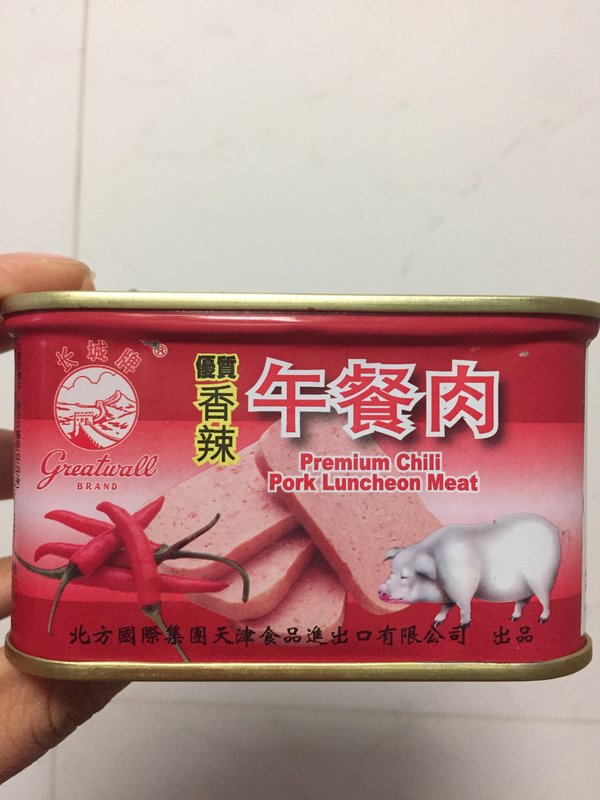 长城牌®
Greatwall
BRAND
優質
香辣
午餐肉
Premium Chili
Pork Luncheon Meat
北方國際集團天津食品進出口有限公司 出品